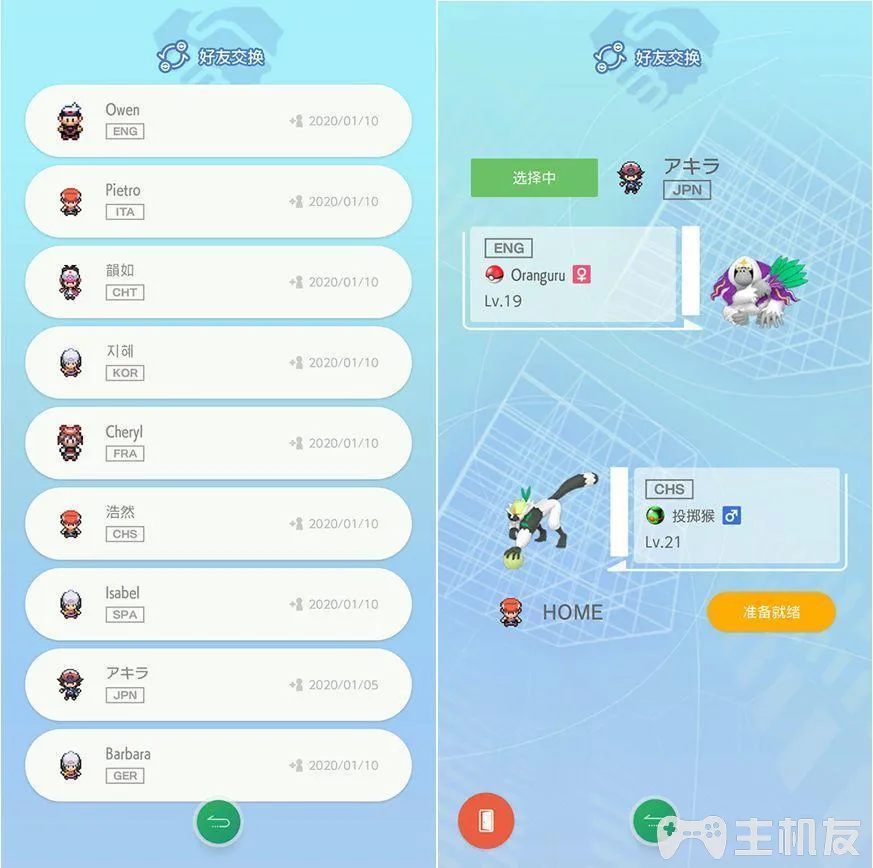 好友交换
Owen
ENG
2020/01/10
Pietro
ITA
2020/01/10
韻如
CHT
2020/01/10
지혜
KOR
2020/01/10
Cheryl
FRA
2020/01/10
浩然
CHS
2020/01/10
Isabel
SPA
2020/01/10
アキラ
JPN
2020/01/05
Barbara
GER
2020/01/10
好友交换
选择中
アキラ
JPN
ENG
Oranguru ♀
Lv.19
CHS
投掷猴 ♂
Lv.21
HOME
准备就绪
主机友